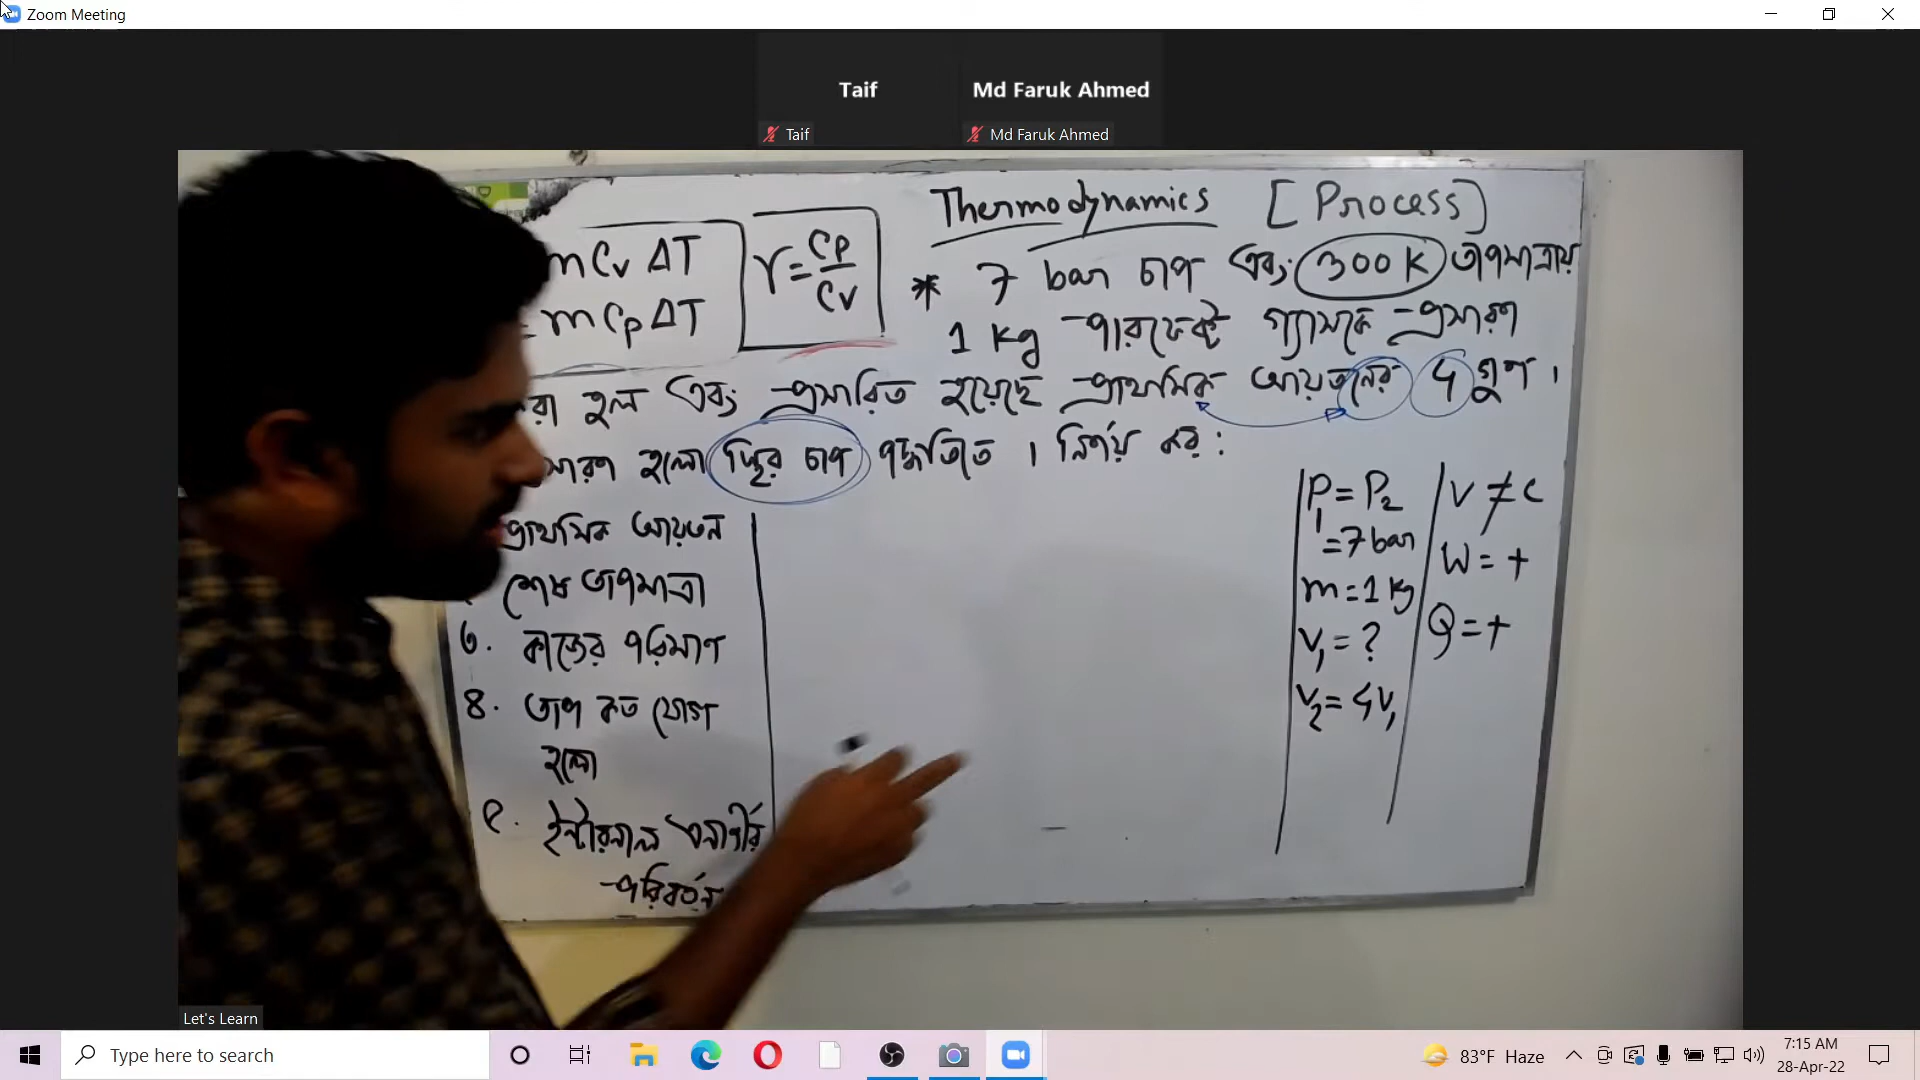 Zoom Meeting
Taif
Md Faruk Ahmed
Taif
Md Faruk Ahmed
Thermodynamics [Process]
mCv ΔT
= mCp ΔT
γ = Cp/Cv
* 7 bar চাপ এবং 300 K তাপমাত্রায়
1 kg পারফেক্ট গ্যাসকে প্রসারণ
রা হল এবং প্রসারিত হয়েছে প্রাথমিক আয়তনের 4 গুণ।
সারণ হলো স্থির চাপ পদ্ধতিতে। নির্ণয় কর:
প্রাথমিক আয়তন
শেষ তাপমাত্রা
৩. কাজের পরিমাণ
৪. তাপ কত যোগ
হলো
৫. ইন্টারনাল এনার্জীর
পরিবর্তন
P₁ = P₂
= 7 bar
m = 1 kg
V₁ = ?
V₂ = 4V₁
V ≠ C
W = +
Q = +
Let's Learn
Type here to search
83°F Haze
7:15 AM
28-Apr-22